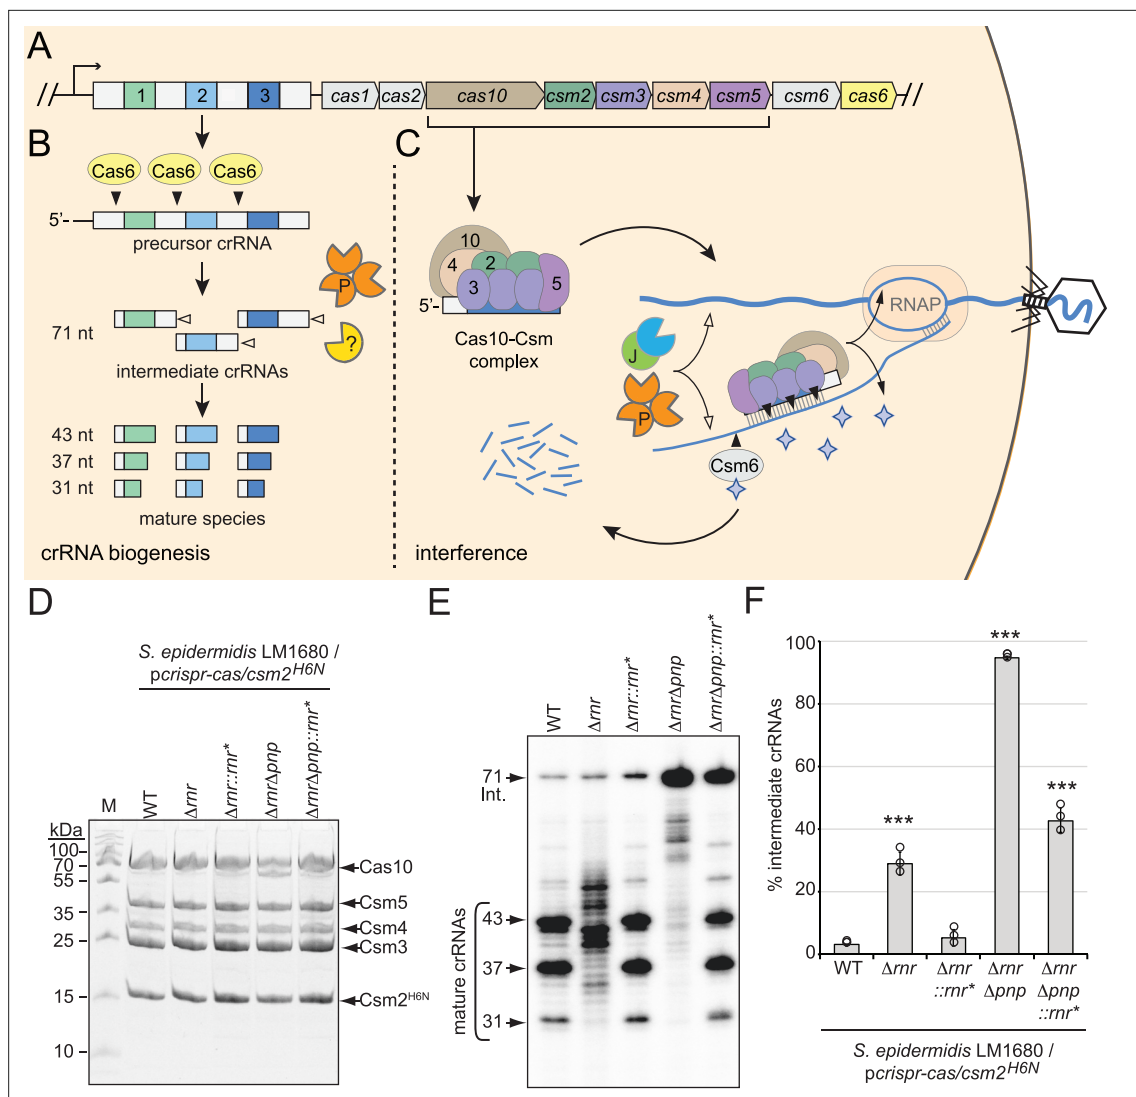 A
1 2 3 cas1 cas2 cas10 csm2 csm3 csm4 csm5 csm6 cas6
B
Cas6 Cas6 Cas6
5'-
precursor crRNA
P
71 nt
?
intermediate crRNAs
43 nt
37 nt
31 nt
mature species
crRNA biogenesis
C
10
4 2
3 5
5'-
Cas10-Csm
complex
RNAP
J
P
Csm6
interference
D
S. epidermidis LM1680 /
pcrispr-cas/csm2H6N
M WT Δrnr Δrnr::rnr* ΔrnrΔpnp ΔrnrΔpnp::rnr*
kDa
100
70
55
35
25
15
10
Cas10
Csm5
Csm4
Csm3
Csm2H6N
E
WT Δrnr Δrnr::rnr* ΔrnrΔpnp ΔrnrΔpnp::rnr*
71
Int.
mature crRNAs
43
37
31
F
% intermediate crRNAs
100
80
60
40
20
0
***
***
***
WT Δrnr Δrnr Δrnr Δrnr
::rnr* Δpnp Δpnp
::rnr*
S. epidermidis LM1680 /
pcrispr-cas/csm2H6N